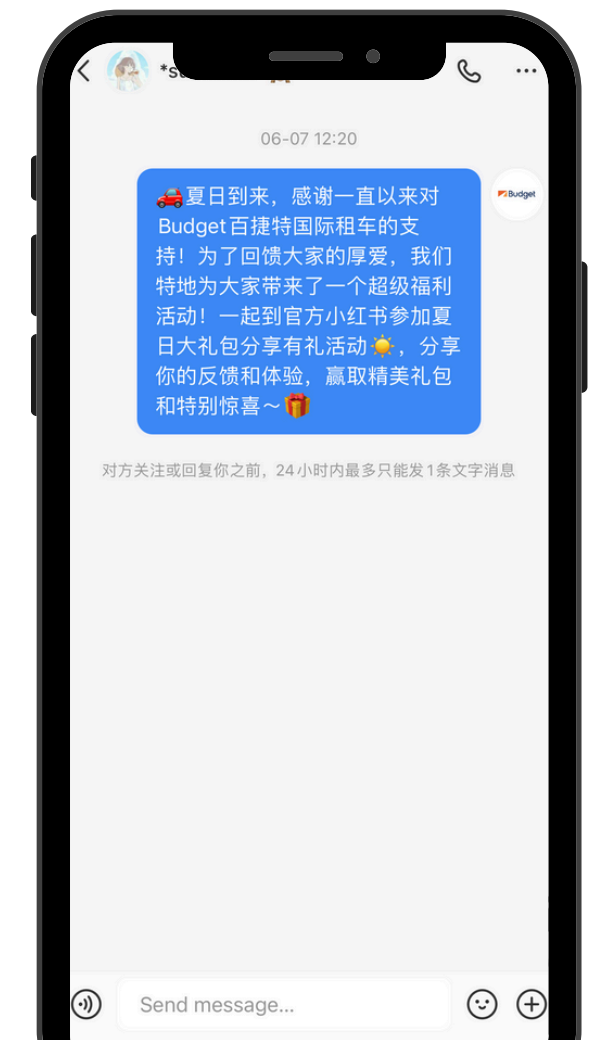 06-07 12:20
🚗夏日到来，感谢一直以来对
Budget百捷特国际租车的支
持！为了回馈大家的厚爱，我们
特地为大家带来了一个超级福利
活动！一起到官方小红书参加夏
日大礼包分享有礼活动☀️，分享
你的反馈和体验，赢取精美礼包
和特别惊喜～🎁
Budget
对方关注或回复你之前，24小时内最多只能发1条文字消息
Send message...